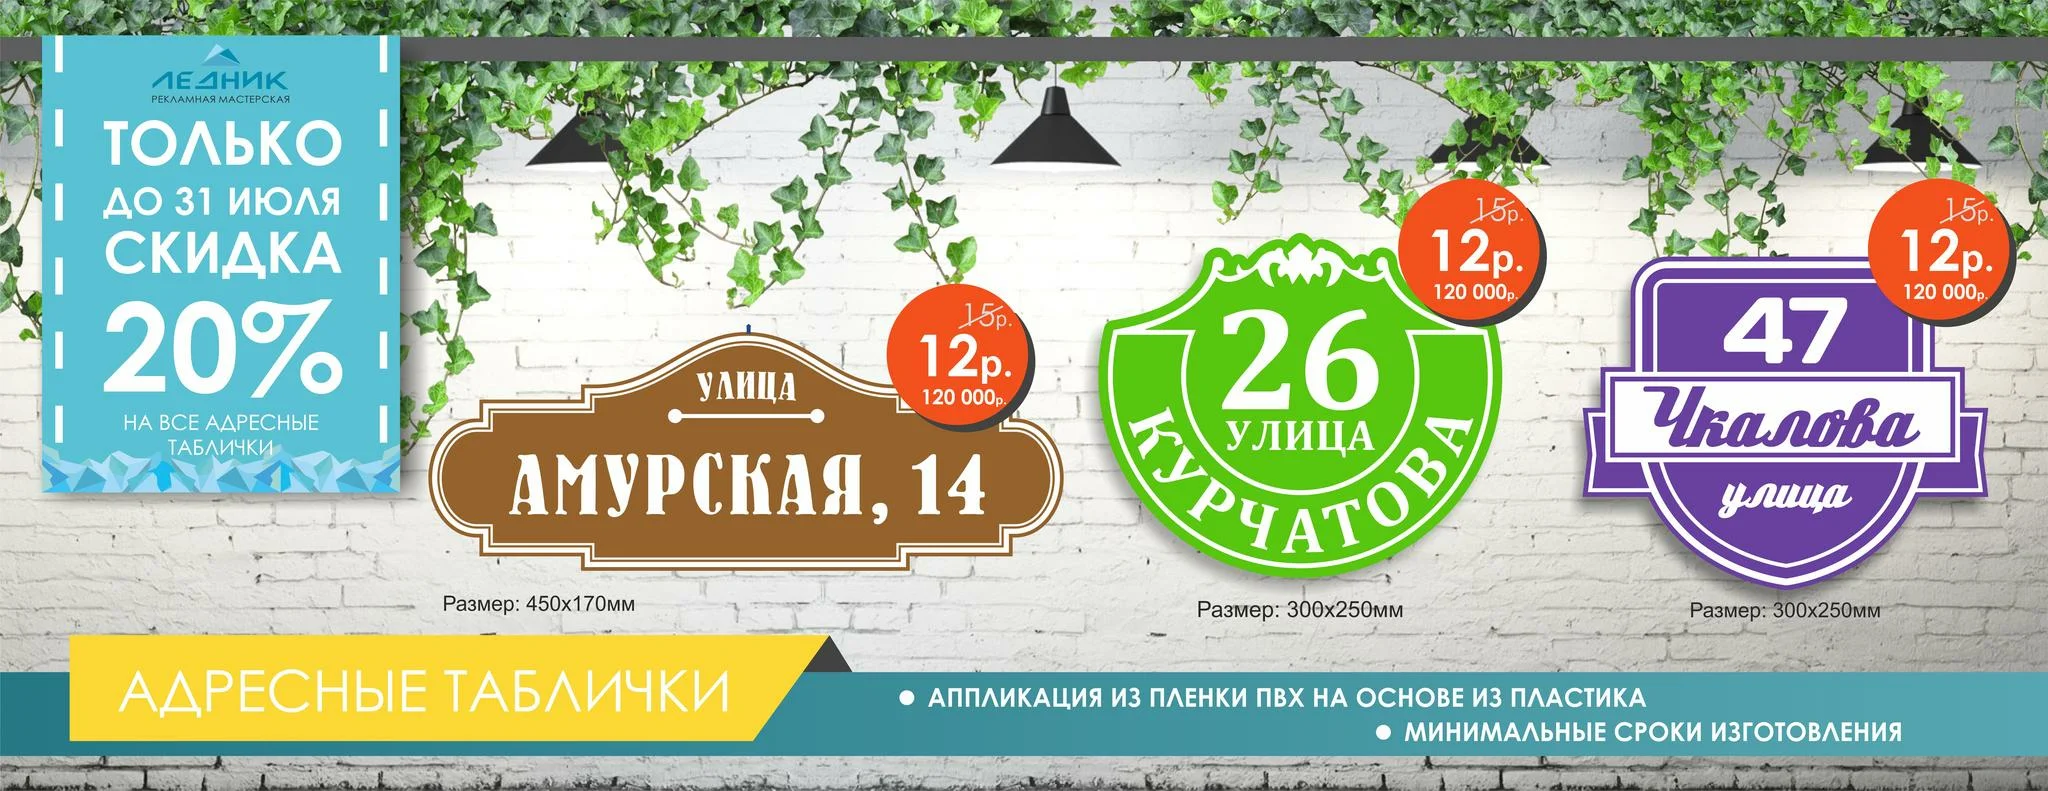 ЛЕДНИК
РЕКЛАМНАЯ МАСТЕРСКАЯ
ТОЛЬКО
ДО 31 ИЮЛЯ
СКИДКА
20%
НА ВСЕ АДРЕСНЫЕ
ТАБЛИЧКИ
15р.
12р.
120 000р.
УЛИЦА
АМУРСКАЯ, 14
Размер: 450х170мм
15р.
12р.
120 000р.
26
УЛИЦА
КУРЧАТОВА
Размер: 300х250мм
15р.
12р.
120 000р.
47
Чкалова
улица
Размер: 300х250мм
АДРЕСНЫЕ ТАБЛИЧКИ
• АППЛИКАЦИЯ ИЗ ПЛЕНКИ ПВХ НА ОСНОВЕ ИЗ ПЛАСТИКА
• МИНИМАЛЬНЫЕ СРОКИ ИЗГОТОВЛЕНИЯ